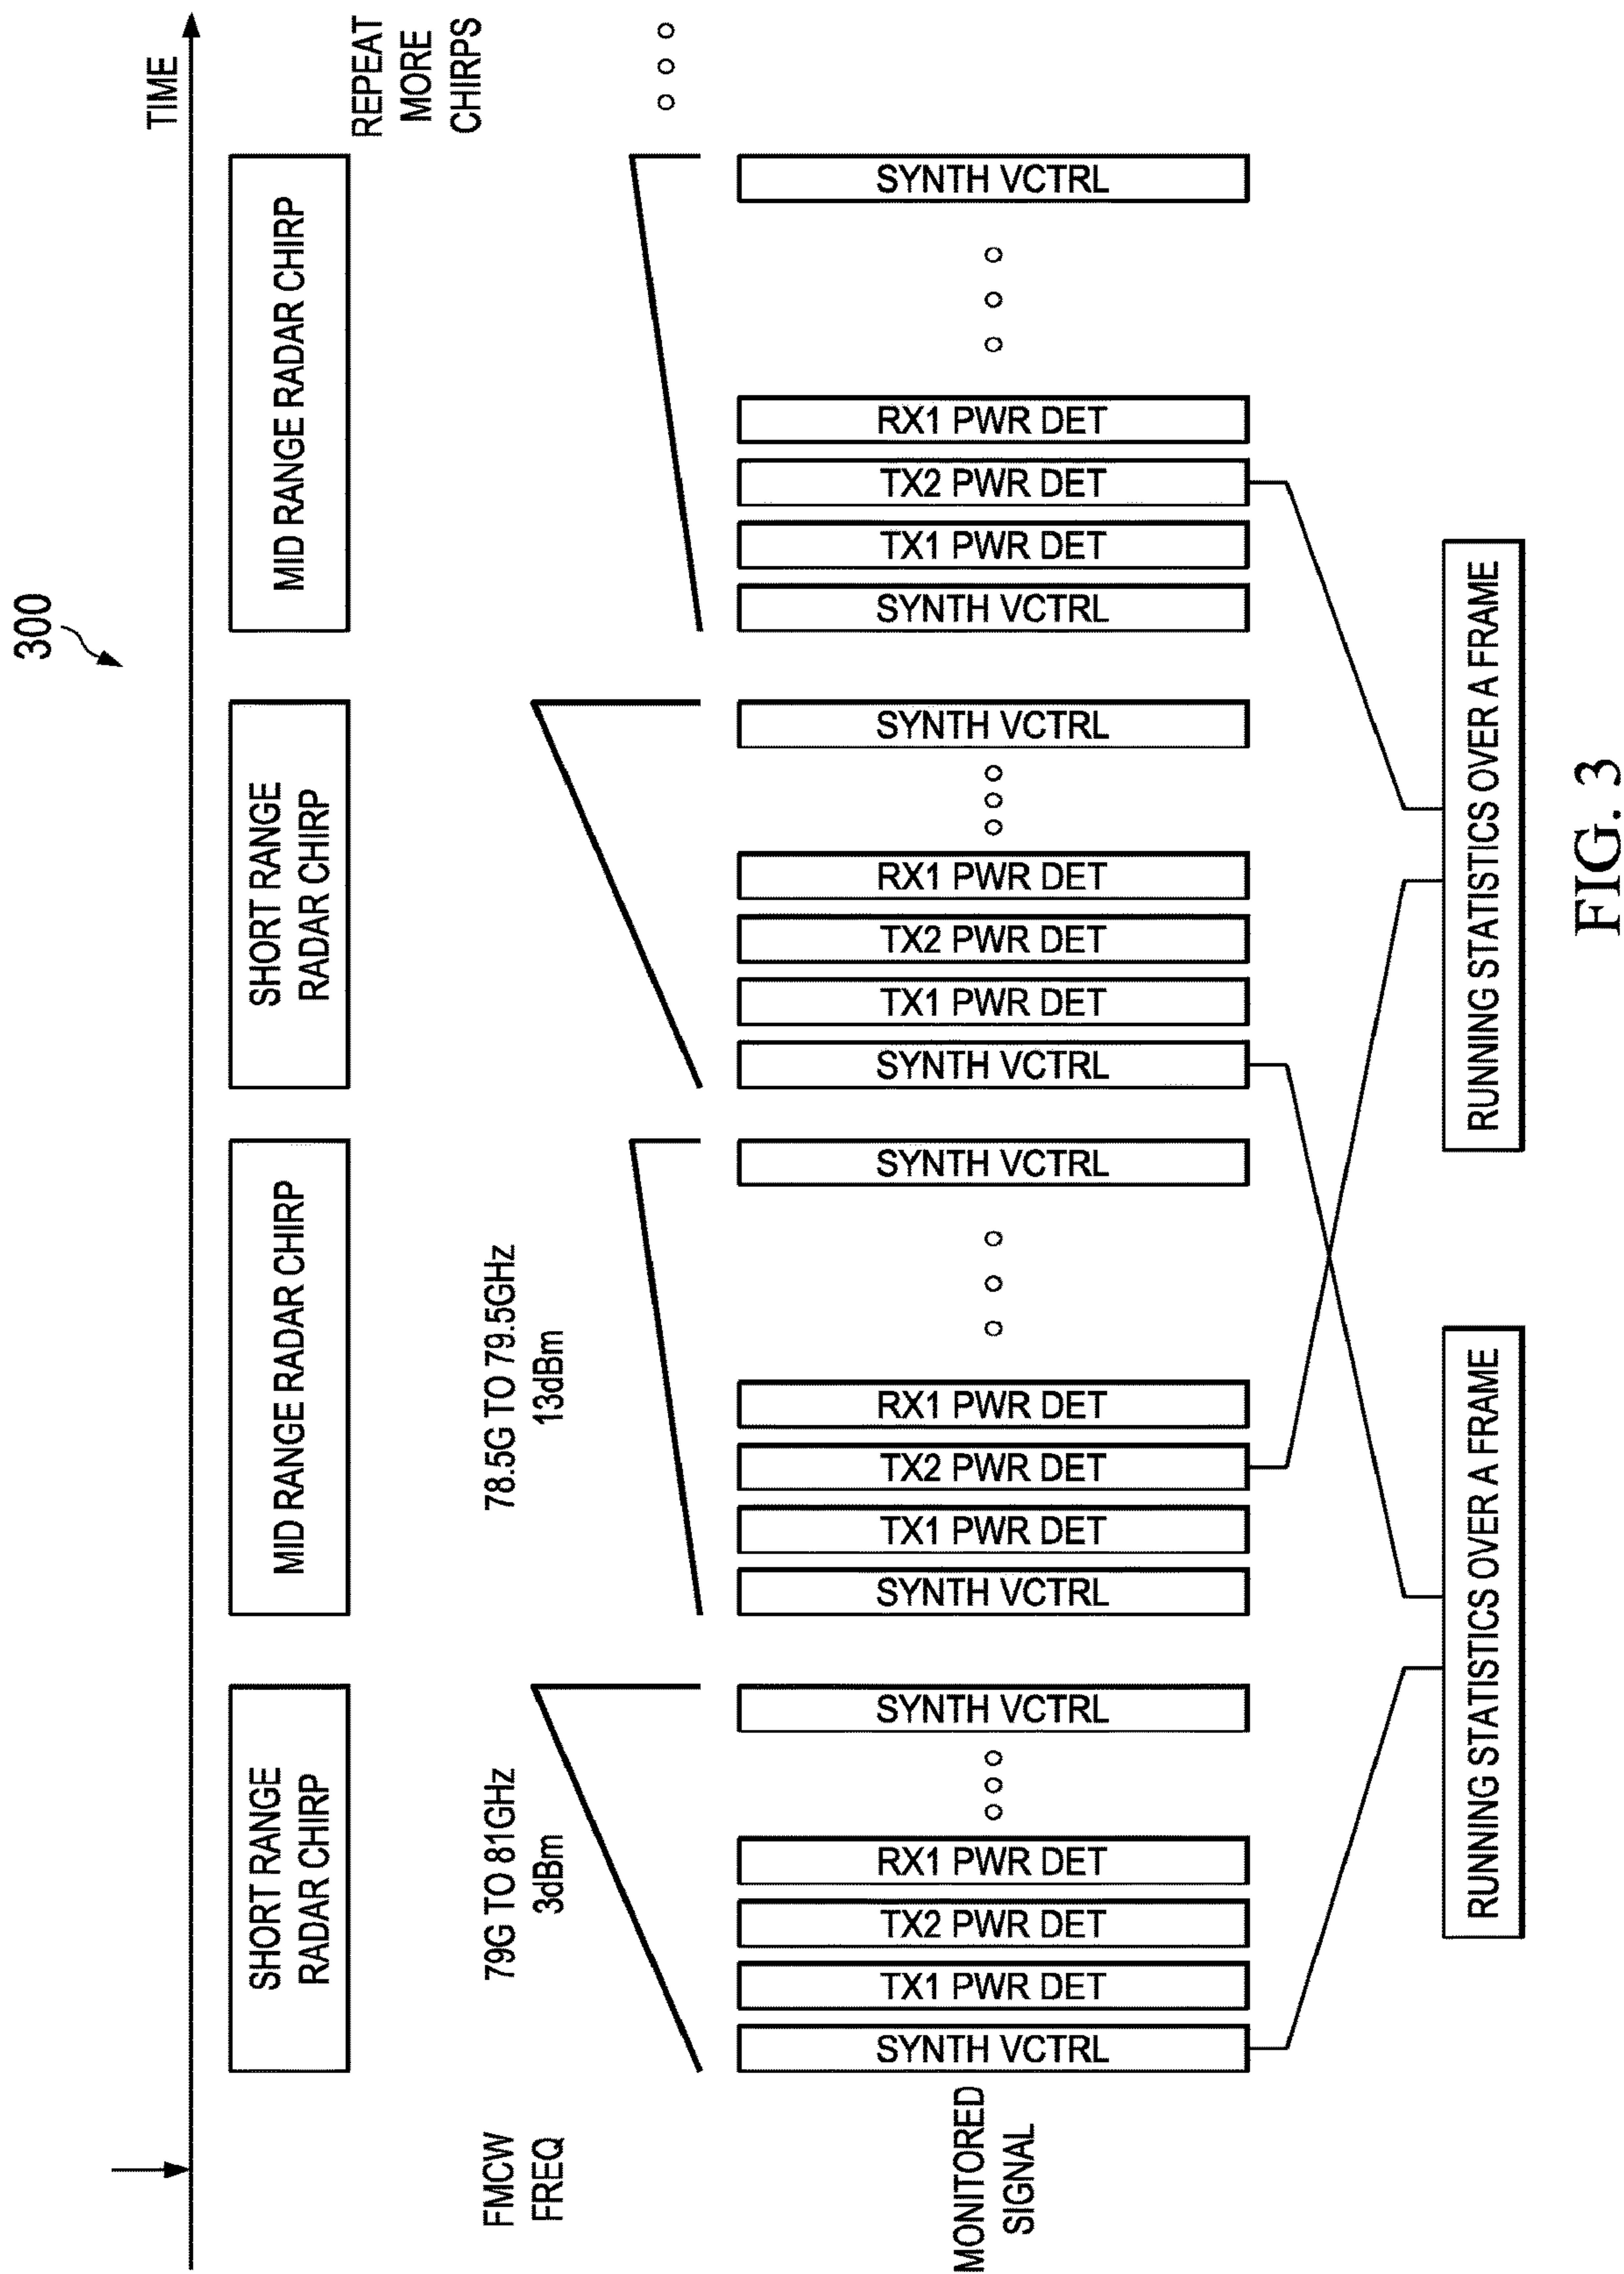 300
TIME
SHORT RANGE
RADAR CHIRP
MID RANGE RADAR CHIRP
SHORT RANGE
RADAR CHIRP
MID RANGE RADAR CHIRP
REPEAT
MORE
CHIRPS
FMCW
FREQ
79G TO 81GHz
3dBm
78.5G TO 79.5GHz
13dBm
MONITORED
SIGNAL
SYNTH VCTRL
TX1 PWR DET
TX2 PWR DET
RX1 PWR DET
SYNTH VCTRL
SYNTH VCTRL
TX1 PWR DET
TX2 PWR DET
RX1 PWR DET
SYNTH VCTRL
SYNTH VCTRL
TX1 PWR DET
TX2 PWR DET
RX1 PWR DET
SYNTH VCTRL
SYNTH VCTRL
TX1 PWR DET
TX2 PWR DET
RX1 PWR DET
SYNTH VCTRL
RUNNING STATISTICS OVER A FRAME
RUNNING STATISTICS OVER A FRAME
FIG. 3